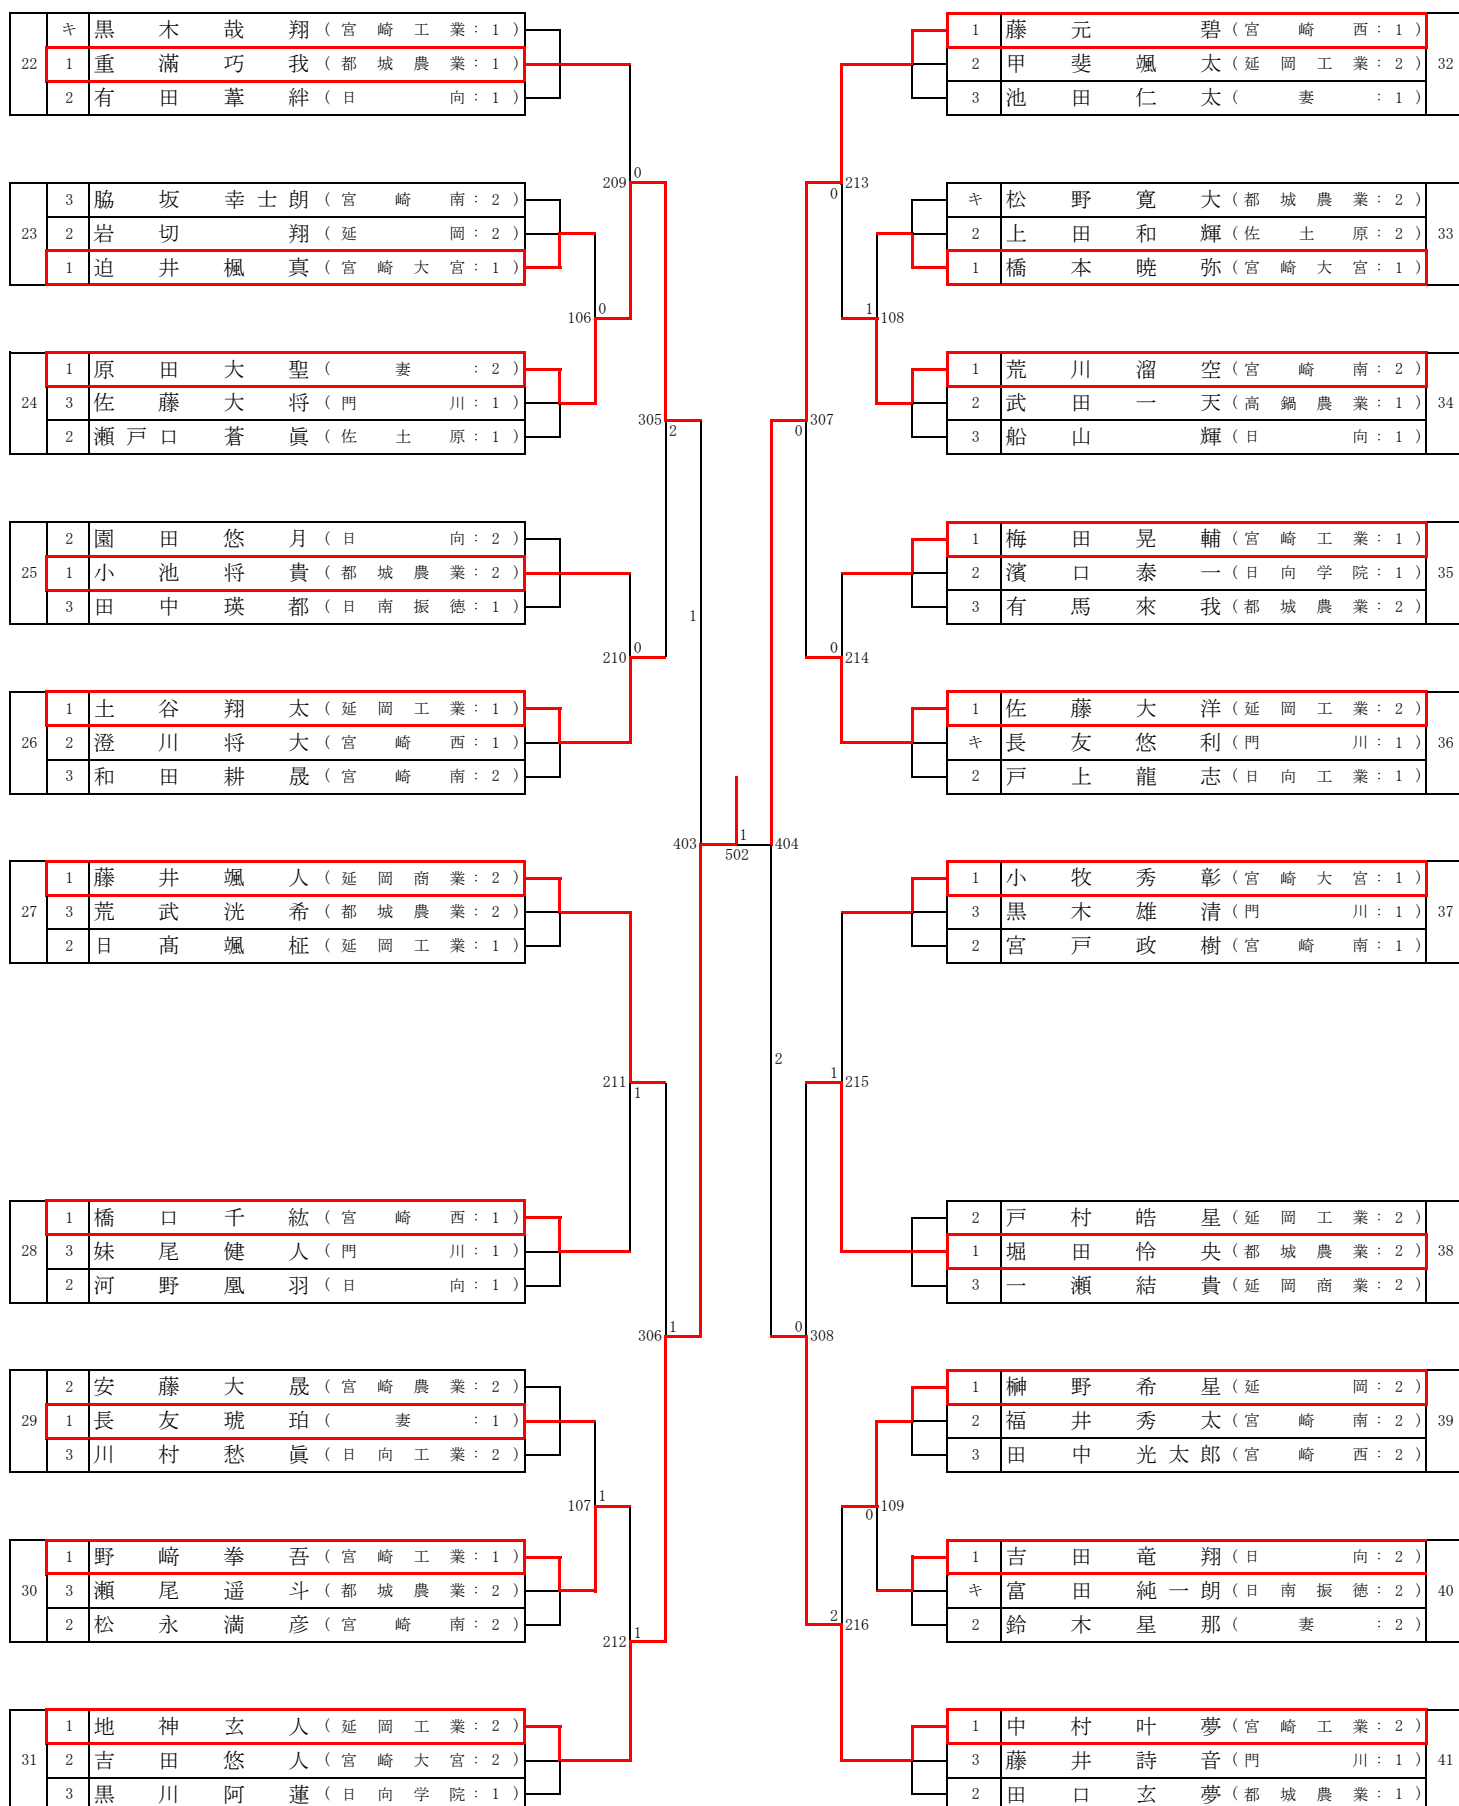 22
キ 黒木哉翔 (宮崎工業:1)
1 重滿巧我 (都城農業:1)
2 有田葦絆 (日向:1)
23
3 脇坂幸士朗 (宮崎南:2)
2 岩切翔 (延岡:2)
1 迫井楓真 (宮崎大宮:1)
24
1 原田大聖 (妻:2)
3 佐藤大将 (門川:1)
2 瀬戸口蒼眞 (佐土原:1)
25
2 園田悠月 (日向:2)
1 小池将貴 (都城農業:2)
3 田中瑛都 (日南振徳:1)
26
1 土谷翔太 (延岡工業:1)
2 澄川将大 (宮崎西:1)
3 和田耕晟 (宮崎南:2)
27
1 藤井颯人 (延岡商業:2)
3 荒武洸希 (都城農業:2)
2 日髙颯柾 (延岡工業:1)
28
1 橋口千紘 (宮崎西:1)
3 妹尾健人 (門川:1)
2 河野凰羽 (日向:1)
29
2 安藤大晟 (宮崎農業:2)
1 長友琥珀 (妻:1)
3 川村愁眞 (日向工業:2)
30
1 野﨑拳吾 (宮崎工業:1)
3 瀬尾遥斗 (都城農業:2)
2 松永満彦 (宮崎南:2)
31
1 地神玄人 (延岡工業:2)
2 吉田悠人 (宮崎大宮:2)
3 黒川阿蓮 (日向学院:1)
209 0
106 0
305 2
210 0
1
403
211 1
306 1
107 1
212 1
1
502
404
213 0
1 108
307 0
0 214
2
1 215
0 308
109 0
2 216
32
1 藤元碧 (宮崎西:1)
2 甲斐颯太 (延岡工業:2)
3 池田仁太 (妻:1)
33
キ 松野寛大 (都城農業:2)
2 上田和輝 (佐土原:2)
1 橋本暁弥 (宮崎大宮:1)
34
1 荒川溜空 (宮崎南:2)
2 武田一天 (高鍋農業:1)
3 船山輝 (日向:1)
35
1 梅田晃輔 (宮崎工業:1)
2 濱口泰一 (日向学院:1)
3 有馬來我 (都城農業:2)
36
1 佐藤大洋 (延岡工業:2)
キ 長友悠利 (門川:1)
2 戸上龍志 (日向工業:1)
37
1 小牧秀彰 (宮崎大宮:1)
3 黒木雄清 (門川:1)
2 宮戸政樹 (宮崎南:1)
38
2 戸村皓星 (延岡工業:2)
1 堀田怜央 (都城農業:2)
3 一瀬結貴 (延岡商業:2)
39
1 榊野希星 (延岡:2)
2 福井秀太 (宮崎南:2)
3 田中光太郎 (宮崎西:2)
40
1 吉田竜翔 (日向:2)
キ 富田純一朗 (日南振徳:2)
2 鈴木星那 (妻:2)
41
1 中村叶夢 (宮崎工業:2)
3 藤井詩音 (門川:1)
2 田口玄夢 (都城農業:1)